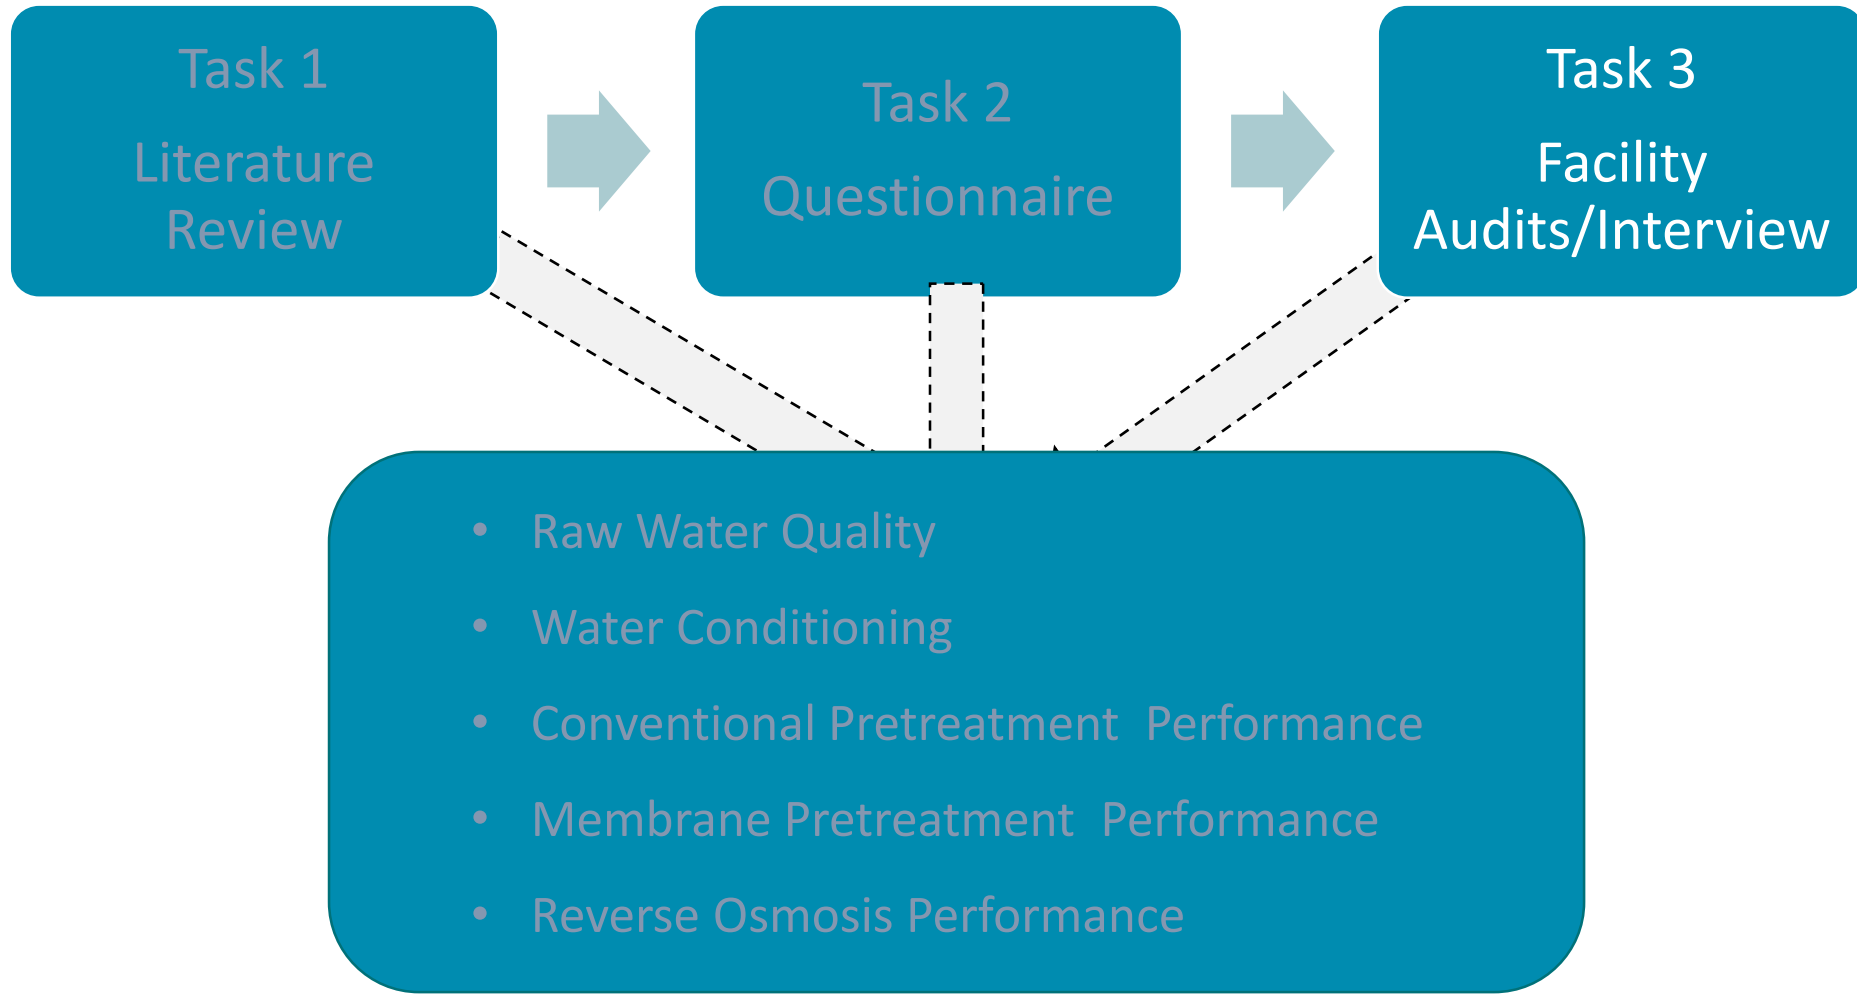 Task 1
Literature
Review
Task 2
Questionnaire
Task 3
Facility
Audits/Interview
• Raw Water Quality
• Water Conditioning
• Conventional Pretreatment  Performance
• Membrane Pretreatment  Performance
• Reverse Osmosis Performance